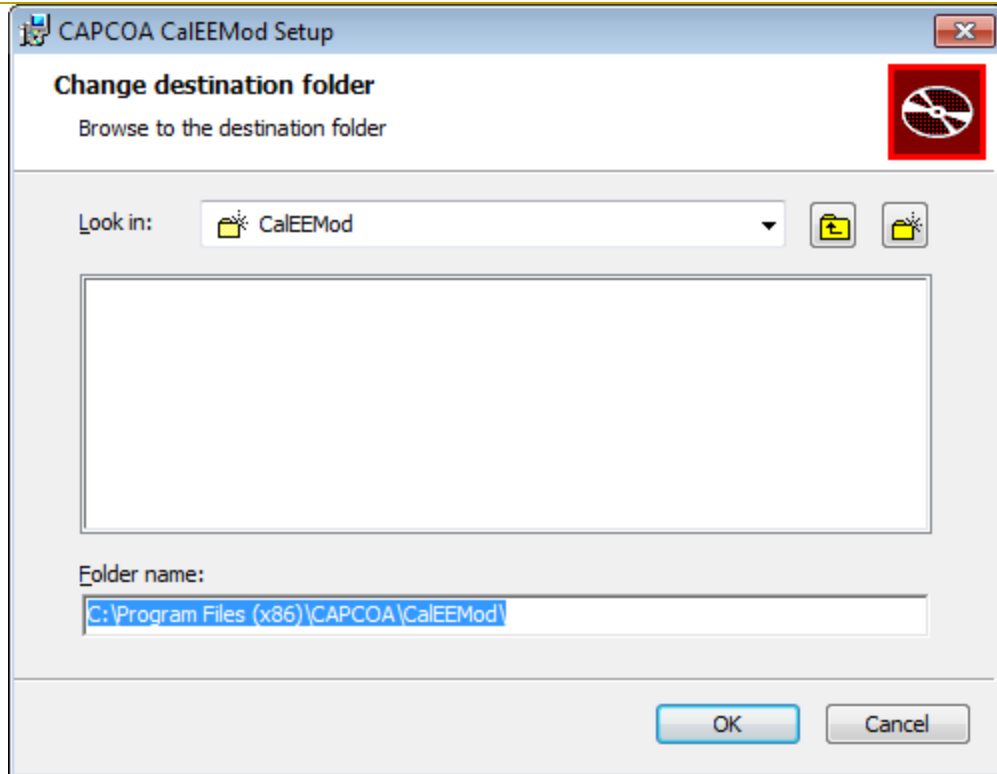 CAPCOA CalEEMod Setup
Change destination folder
Browse to the destination folder
Look in: CalEEMod
Folder name:
C:\Program Files (x86)\CAPCOA\CalEEMod\
OK Cancel